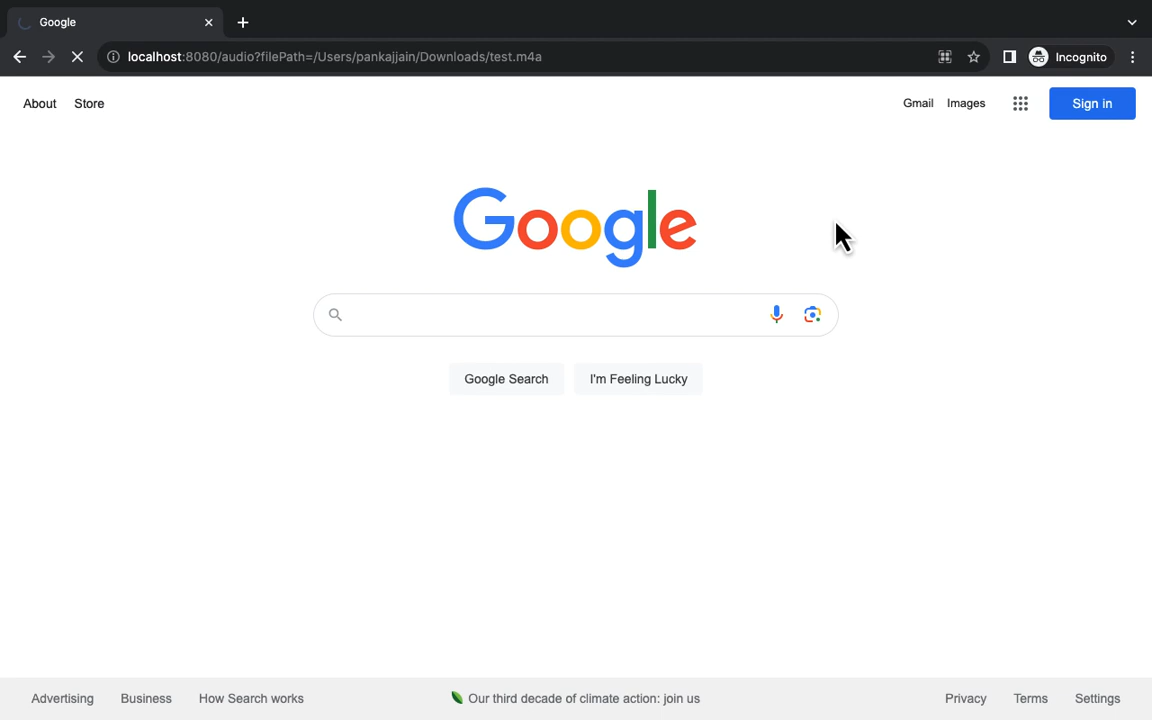 Google
localhost:8080/audio?filePath=/Users/pankajjain/Downloads/test.m4a
Incognito
About Store Gmail Images Sign in
Google
Google Search I'm Feeling Lucky
Advertising Business How Search works Our third decade of climate action: join us Privacy Terms Settings